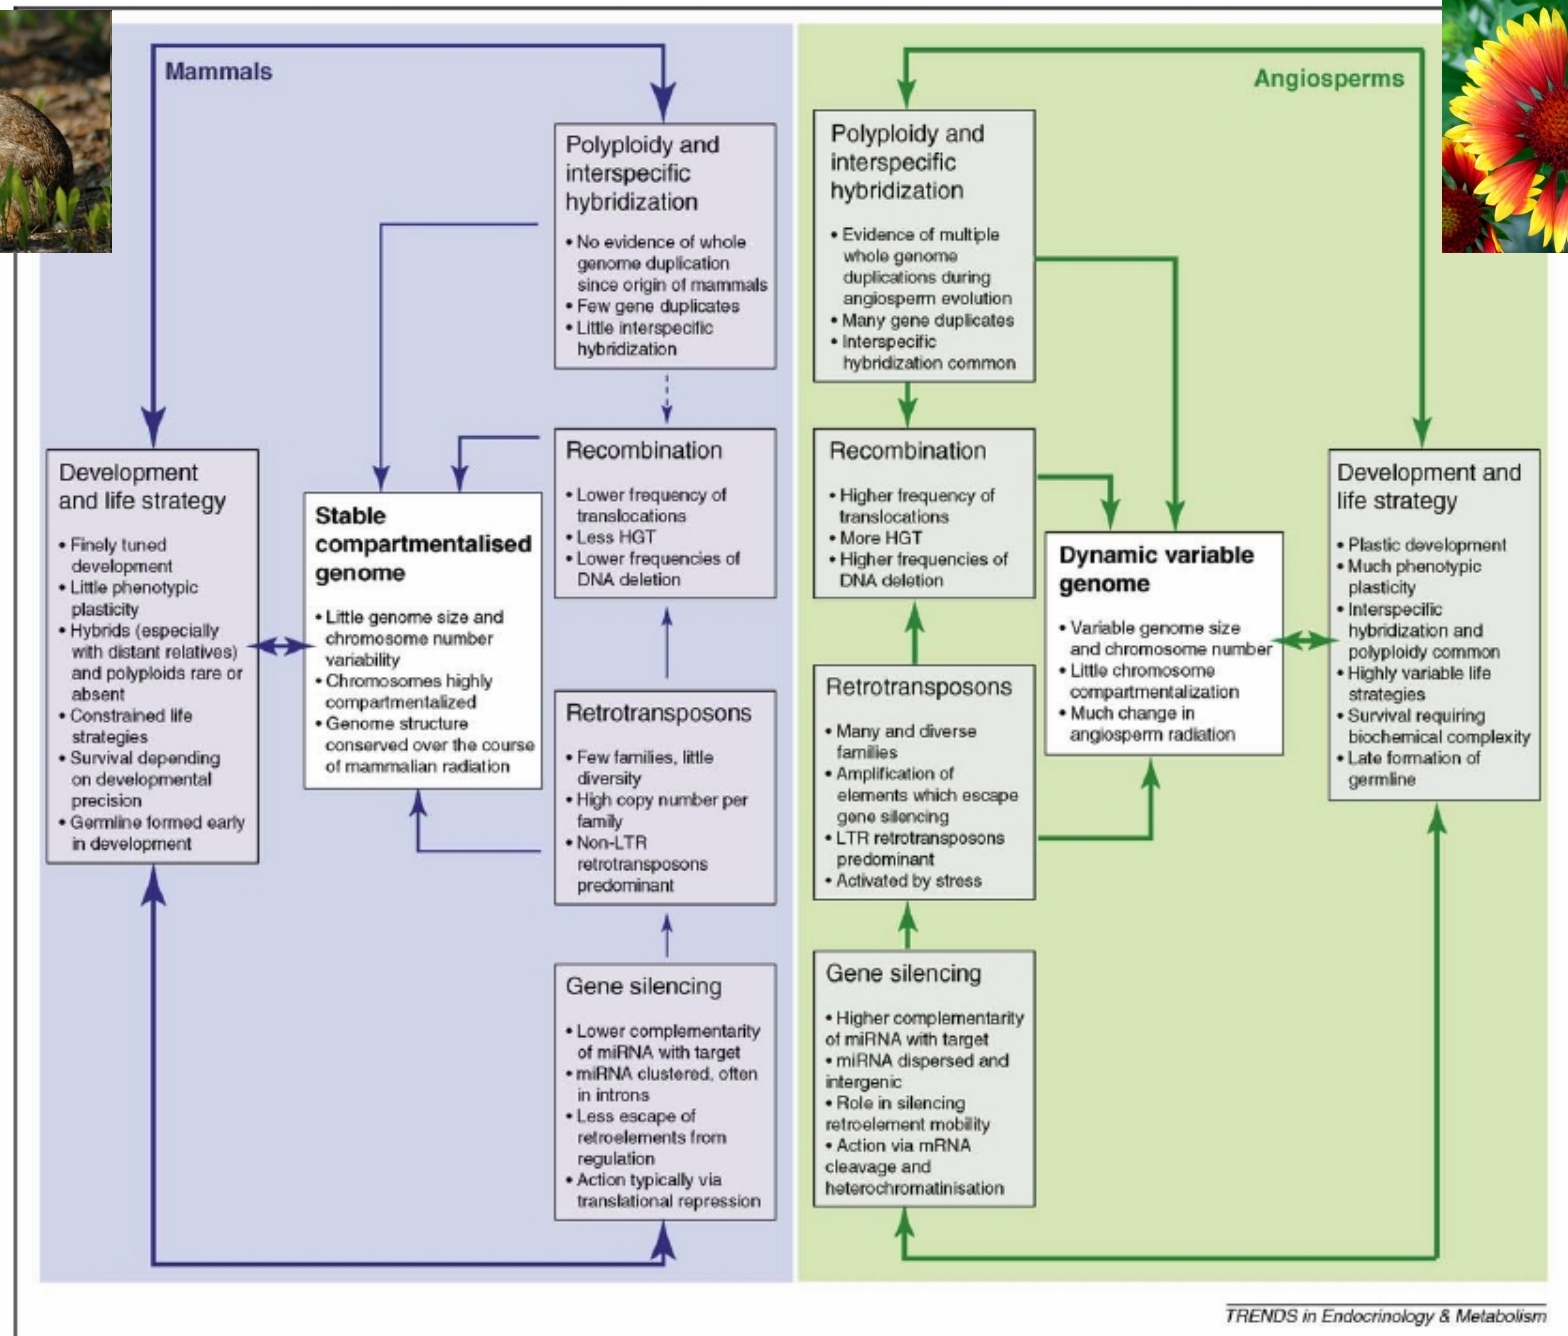 Mammals
Polyploidy and
interspecific
hybridization
• No evidence of whole
genome duplication
since origin of mammals
• Few gene duplicates
• Little interspecific
hybridization
Development
and life strategy
• Finely tuned
development
• Little phenotypic
plasticity
• Hybrids (especially
with distant relatives)
and polyploids rare or
absent
• Constrained life
strategies
• Survival depending
on developmental
precision
• Germline formed early
in development
Stable
compartmentalised
genome
• Little genome size and
chromosome number
variability
• Chromosomes highly
compartmentalized
• Genome structure
conserved over the course
of mammalian radiation
Recombination
• Lower frequency of
translocations
• Less HGT
• Lower frequencies of
DNA deletion
Retrotransposons
• Few families, little
diversity
• High copy number per
family
• Non-LTR
retrotransposons
predominant
Gene silencing
• Lower complementarity
of miRNA with target
• miRNA clustered, often
in introns
• Less escape of
retroelements from
regulation
• Action typically via
translational repression
Angiosperms
Polyploidy and
interspecific
hybridization
• Evidence of multiple
whole genome
duplications during
angiosperm evolution
• Many gene duplicates
• Interspecific
hybridization common
Recombination
• Higher frequency of
translocations
• More HGT
• Higher frequencies of
DNA deletion
Retrotransposons
• Many and diverse
families
• Amplification of
elements which escape
gene silencing
• LTR retrotransposons
predominant
• Activated by stress
Gene silencing
• Higher complementarity
of miRNA with target
• miRNA dispersed and
intergenic
• Role in silencing
retroelement mobility
• Action via mRNA
cleavage and
heterochromatinisation
Dynamic variable
genome
• Variable genome size
and chromosome number
• Little chromosome
compartmentalization
• Much change in
angiosperm radiation
Development and
life strategy
• Plastic development
• Much phenotypic
plasticity
• Interspecific
hybridization and
polyploidy common
• Highly variable life
strategies
• Survival requiring
biochemical complexity
• Late formation of
germline
TRENDS in Endocrinology & Metabolism